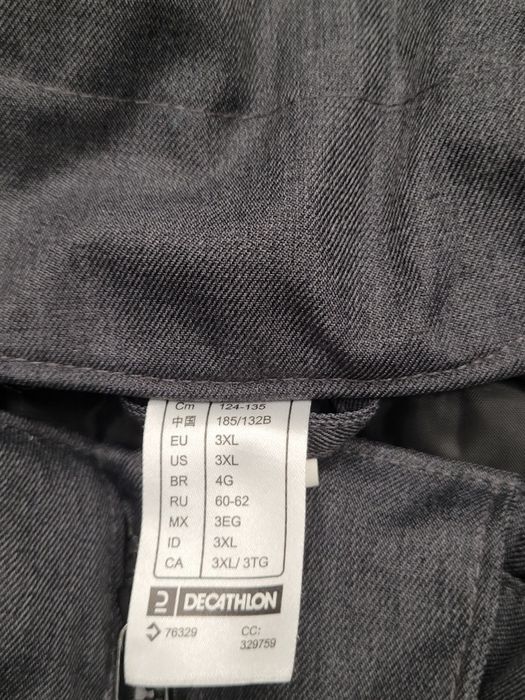 Cm 124-135
中国 185/132B
EU 3XL
US 3XL
BR 4G
RU 60-62
MX 3EG
ID 3XL
CA 3XL/ 3TG
DECATHLON
76329 CC:
329759